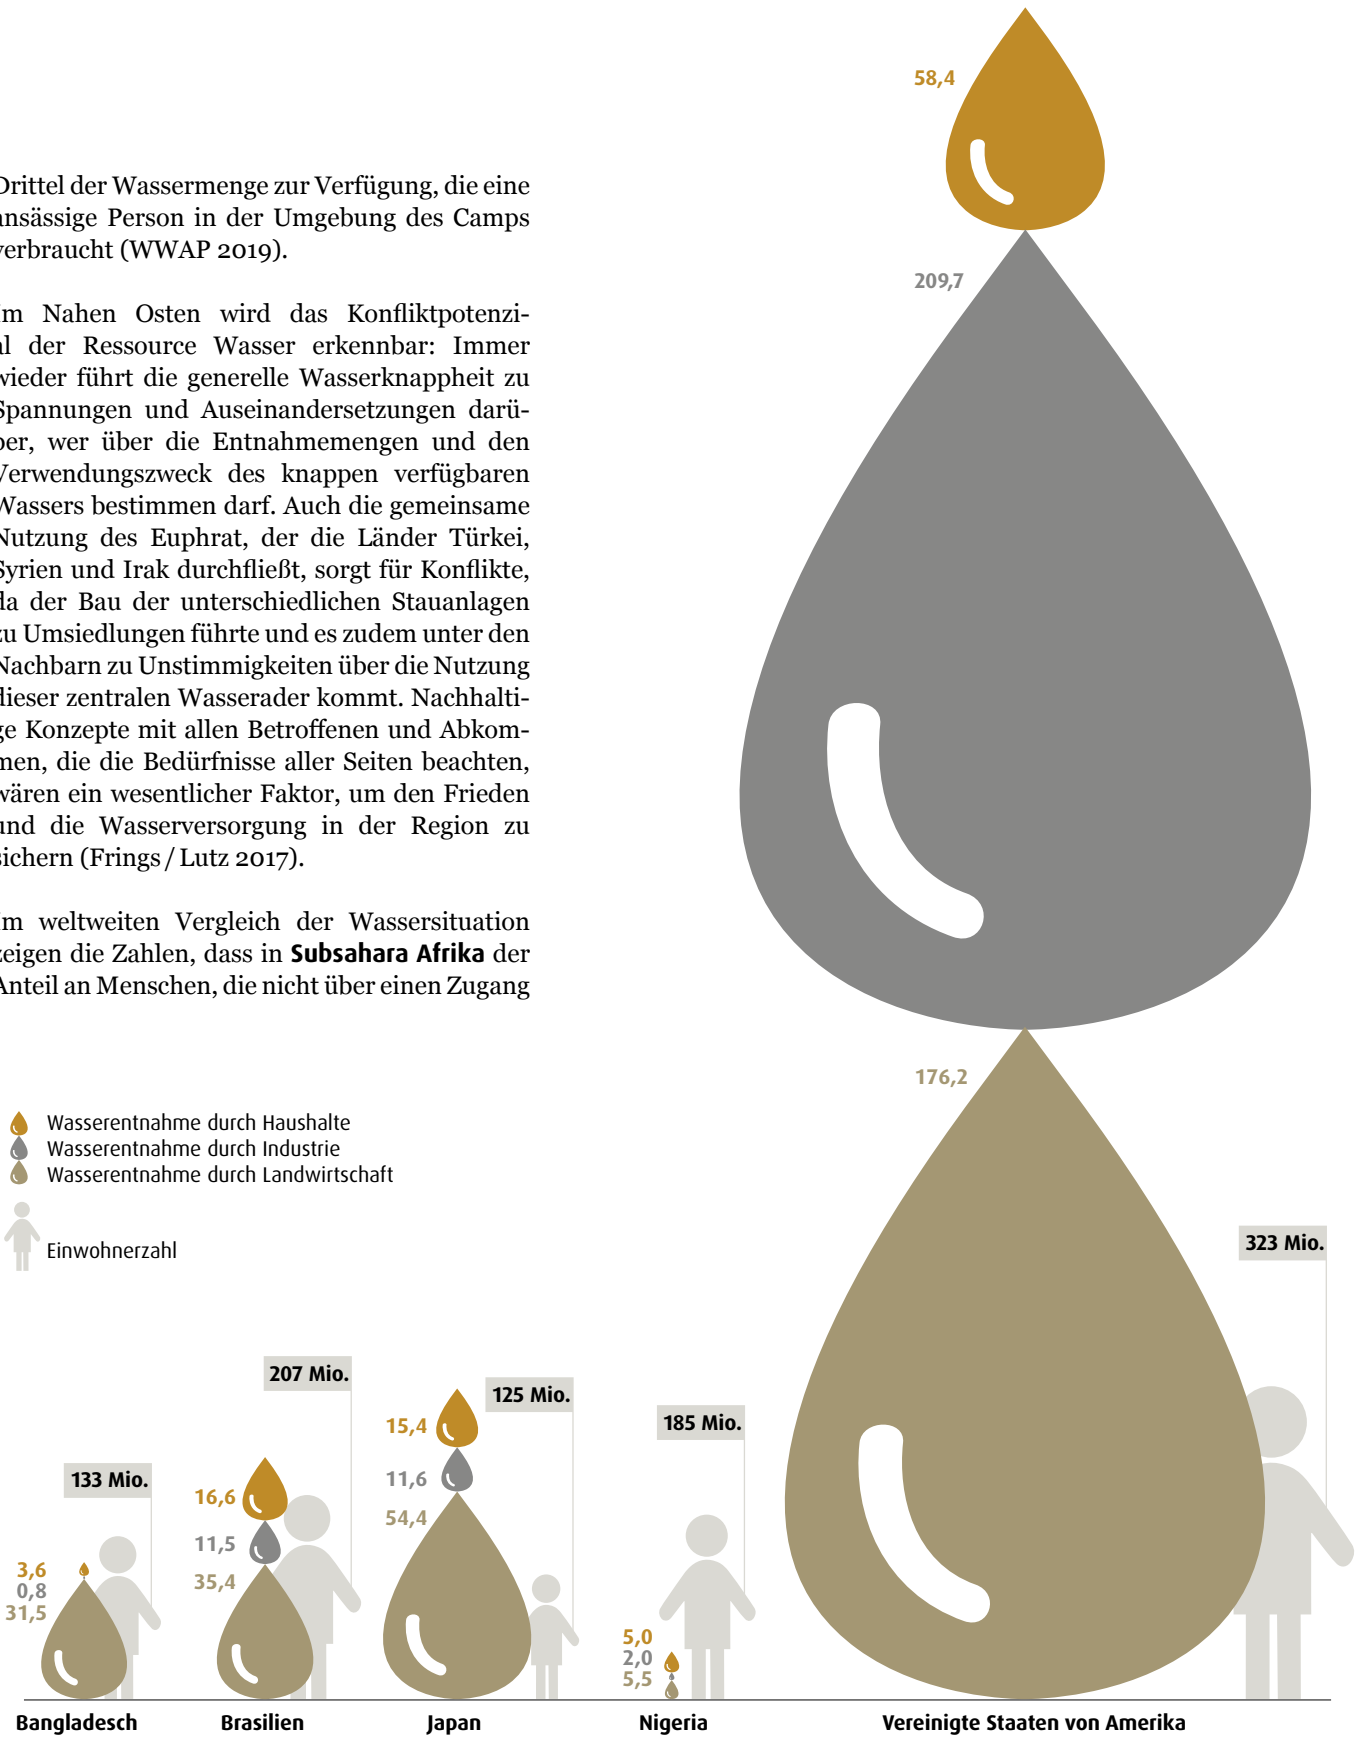 Drittel der Wassermenge zur Verfügung, die eine
ansässige Person in der Umgebung des Camps
verbraucht (WWAP 2019).
Im Nahen Osten wird das Konfliktpotenzi-
al der Ressource Wasser erkennbar: Immer
wieder führt die generelle Wasserknappheit zu
Spannungen und Auseinandersetzungen darü-
ber, wer über die Entnahmemengen und den
Verwendungszweck des knappen verfügbaren
Wassers bestimmen darf. Auch die gemeinsame
Nutzung des Euphrat, der die Länder Türkei,
Syrien und Irak durchfließt, sorgt für Konflikte,
da der Bau der unterschiedlichen Stauanlagen
zu Umsiedlungen führte und es zudem unter den
Nachbarn zu Unstimmigkeiten über die Nutzung
dieser zentralen Wasserader kommt. Nachhalti-
ge Konzepte mit allen Betroffenen und Abkom-
men, die die Bedürfnisse aller Seiten beachten,
wären ein wesentlicher Faktor, um den Frieden
und die Wasserversorgung in der Region zu
sichern (Frings / Lutz 2017).
Im weltweiten Vergleich der Wassersituation
zeigen die Zahlen, dass in Subsahara Afrika der
Anteil an Menschen, die nicht über einen Zugang
Wasserentnahme durch Haushalte
Wasserentnahme durch Industrie
Wasserentnahme durch Landwirtschaft
Einwohnerzahl
133 Mio.
3,6
0,8
31,5
Bangladesch
207 Mio.
16,6
11,5
35,4
Brasilien
125 Mio.
15,4
11,6
54,4
Japan
185 Mio.
5,0
2,0
5,5
Nigeria
58,4
209,7
176,2
323 Mio.
Vereinigte Staaten von Amerika